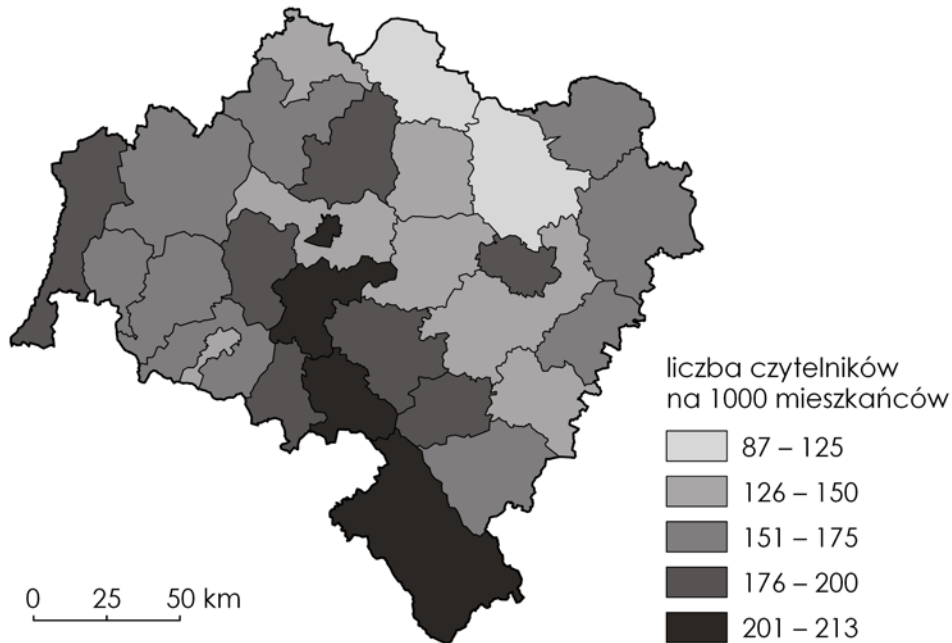 liczba czytelników
na 1000 mieszkańców
87 – 125
126 – 150
151 – 175
176 – 200
201 – 213
0 25 50 km